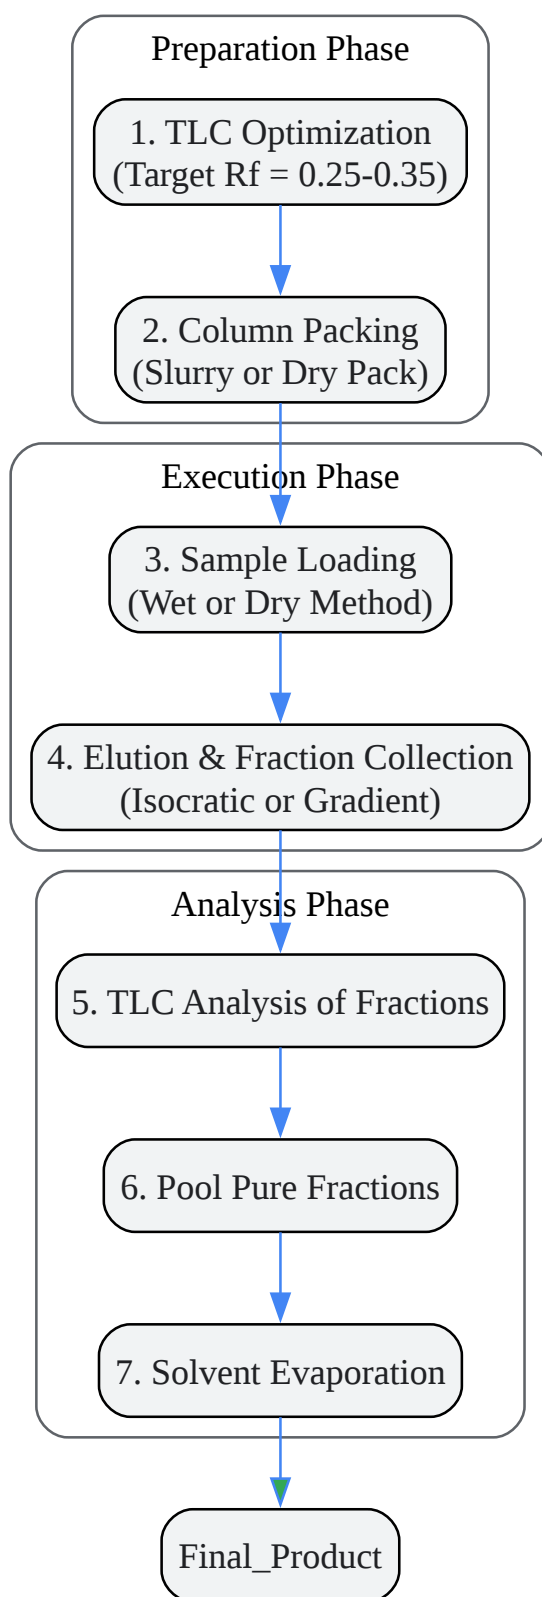 Preparation Phase
1. TLC Optimization
(Target Rf = 0.25-0.35)
2. Column Packing
(Slurry or Dry Pack)
Execution Phase
3. Sample Loading
(Wet or Dry Method)
4. Elution & Fraction Collection
(Isocratic or Gradient)
Analysis Phase
5. TLC Analysis of Fractions
6. Pool Pure Fractions
7. Solvent Evaporation
Final_Product